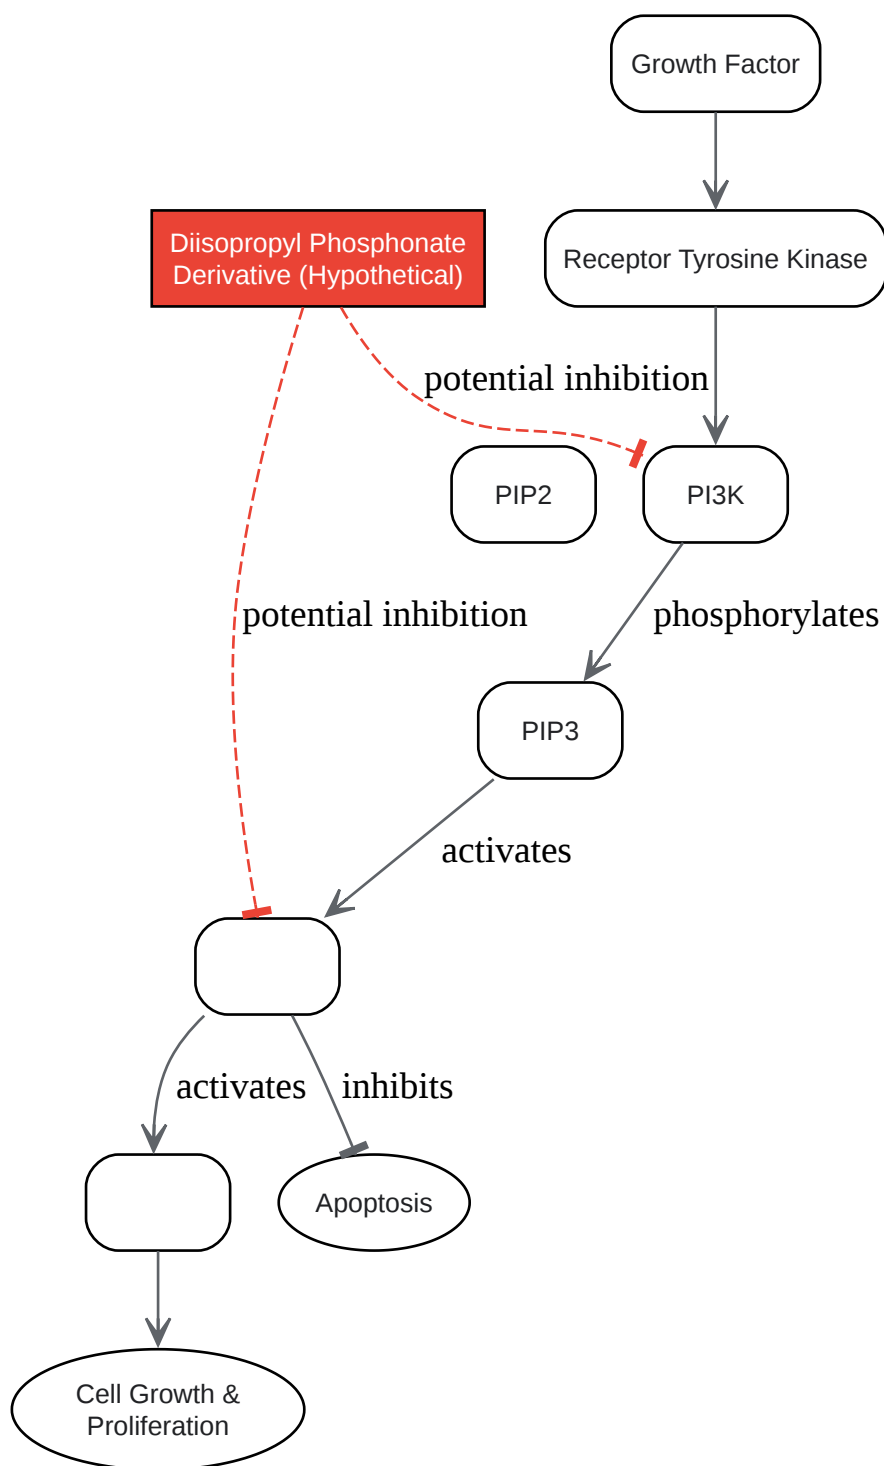 Growth Factor
Diisopropyl Phosphonate
Derivative (Hypothetical)
Receptor Tyrosine Kinase
potential inhibition
PIP2
PI3K
potential inhibition
phosphorylates
PIP3
activates
activates
inhibits
Apoptosis
Cell Growth &
Proliferation